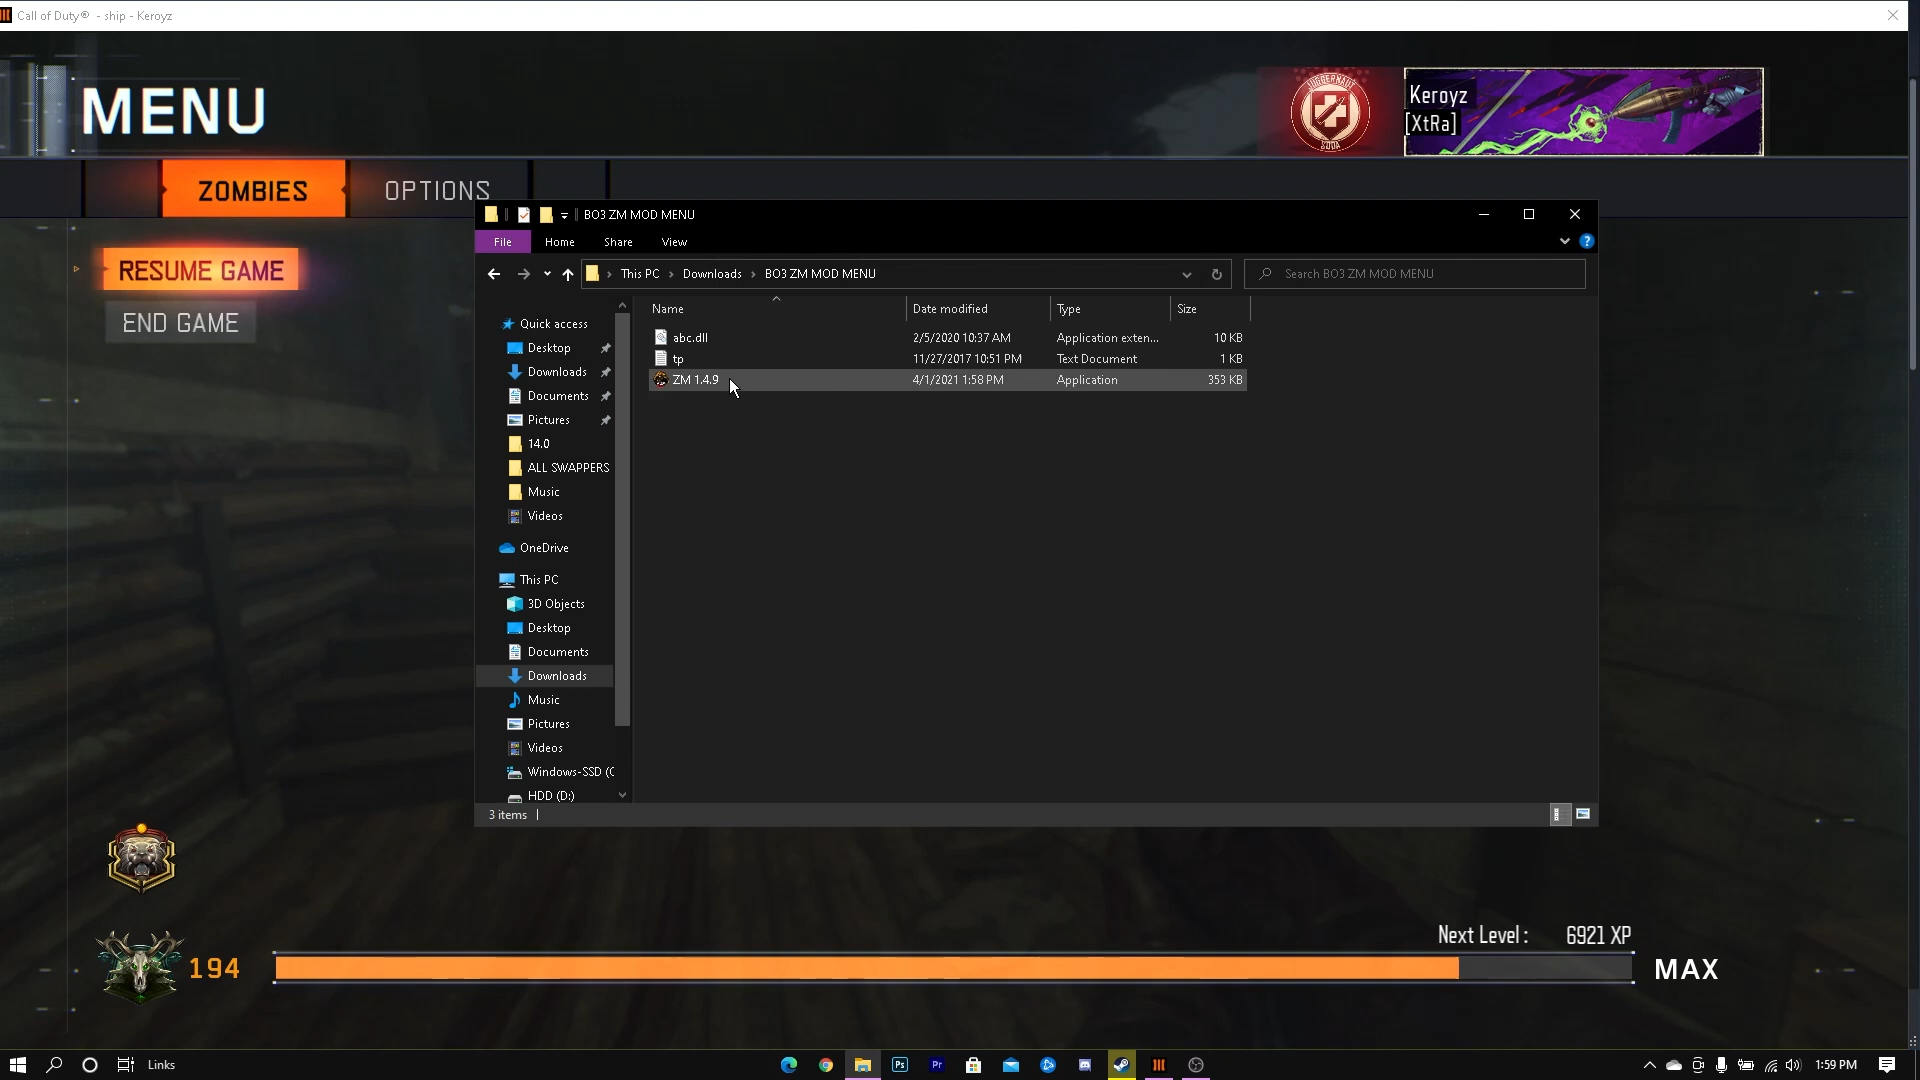 Call of Duty® - ship - Keroyz
MENU
JUGGERNAUT
SODA
Keroyz
[XtRa]
ZOMBIES
OPTIONS
RESUME GAME
END GAME
BO3 ZM MOD MENU
File
Home
Share
View
This PC
Downloads
BO3 ZM MOD MENU
Search BO3 ZM MOD MENU
Name
Date modified
Type
Size
abc.dll
2/5/2020 10:37 AM
Application exten...
10 KB
tp
11/27/2017 10:51 PM
Text Document
1 KB
ZM 1.4.9
4/1/2021 1:58 PM
Application
353 KB
Quick access
Desktop
Downloads
Documents
Pictures
14.0
ALL SWAPPERS
Music
Videos
OneDrive
This PC
3D Objects
Desktop
Documents
Downloads
Music
Pictures
Videos
Windows-SSD (C
HDD (D:)
3 items
194
Next Level :
6921 XP
MAX
Links
Ps
Pr
1:59 PM